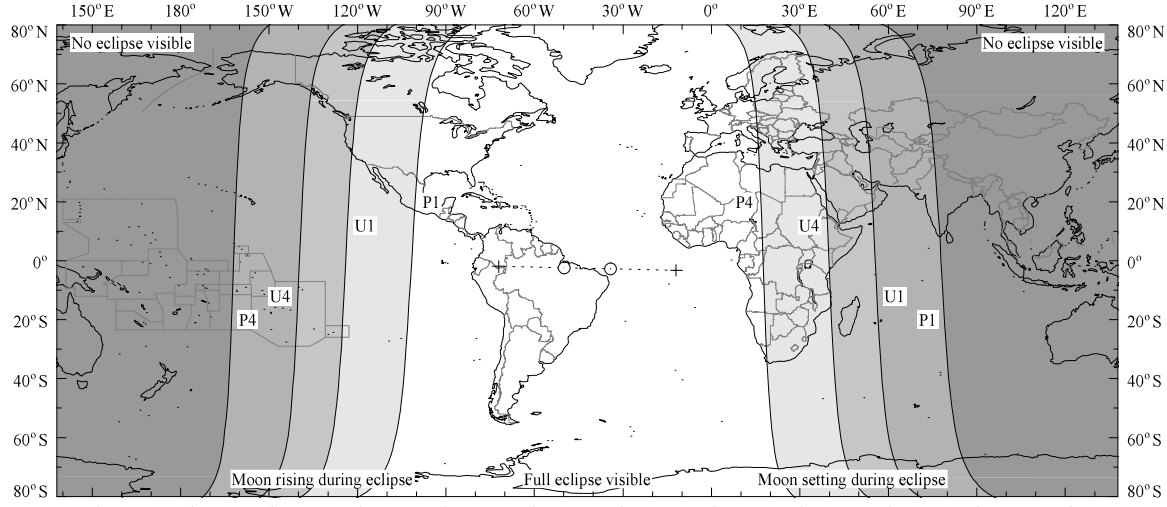 150° E 180° 150° W 120° W 90° W 60° W 30° W 0° 30° E 60° E 90° E 120° E
80° N No eclipse visible No eclipse visible 80° N
60° N 60° N
40° N 40° N
20° N P1 P4 20° N
U1 U4
0° 0°
U4 U1
20° S P4 P1 20° S
40° S 40° S
60° S 60° S
Moon rising during eclipse Full eclipse visible Moon setting during eclipse
80° S 80° S